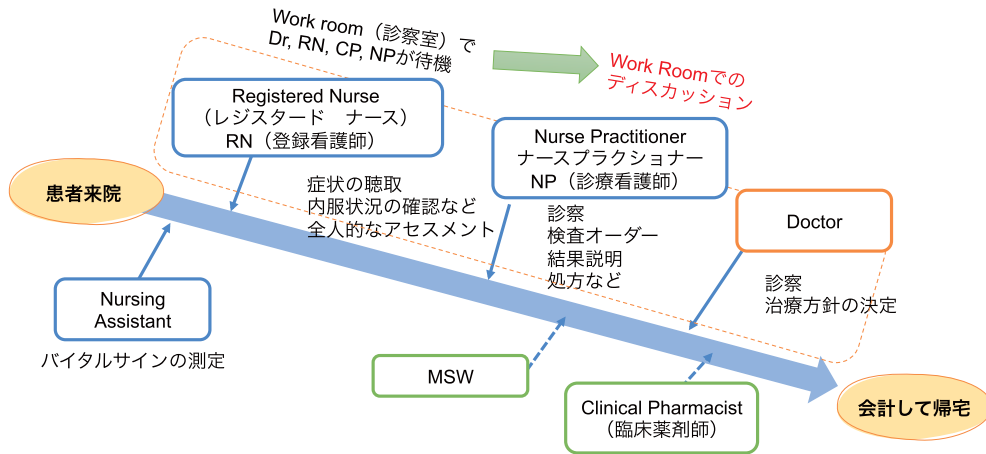 Work room（診察室）で
Dr, RN, CP, NPが待機
Work Roomでの
ディスカッション
Registered Nurse
（レジスタード　ナース）
RN（登録看護師）
Nurse Practitioner
ナースプラクショナー
NP（診療看護師）
患者来院
症状の聴取
内服状況の確認など
全人的なアセスメント
診察
検査オーダー
結果説明
処方など
Doctor
診察
治療方針の決定
Nursing
Assistant
バイタルサインの測定
MSW
Clinical Pharmacist
（臨床薬剤師）
会計して帰宅